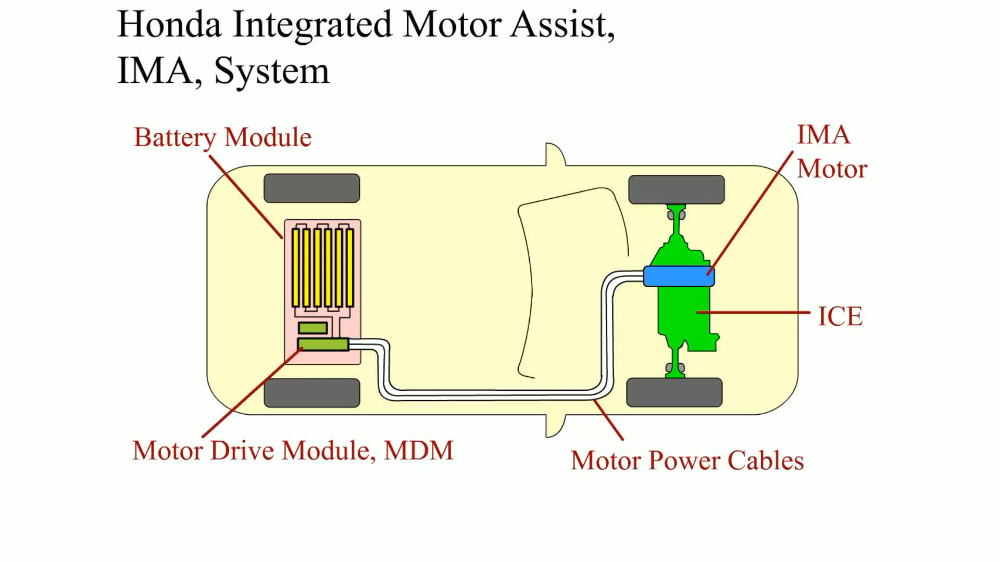 Honda Integrated Motor Assist,
IMA, System
Battery Module
IMA
Motor
ICE
Motor Drive Module, MDM
Motor Power Cables